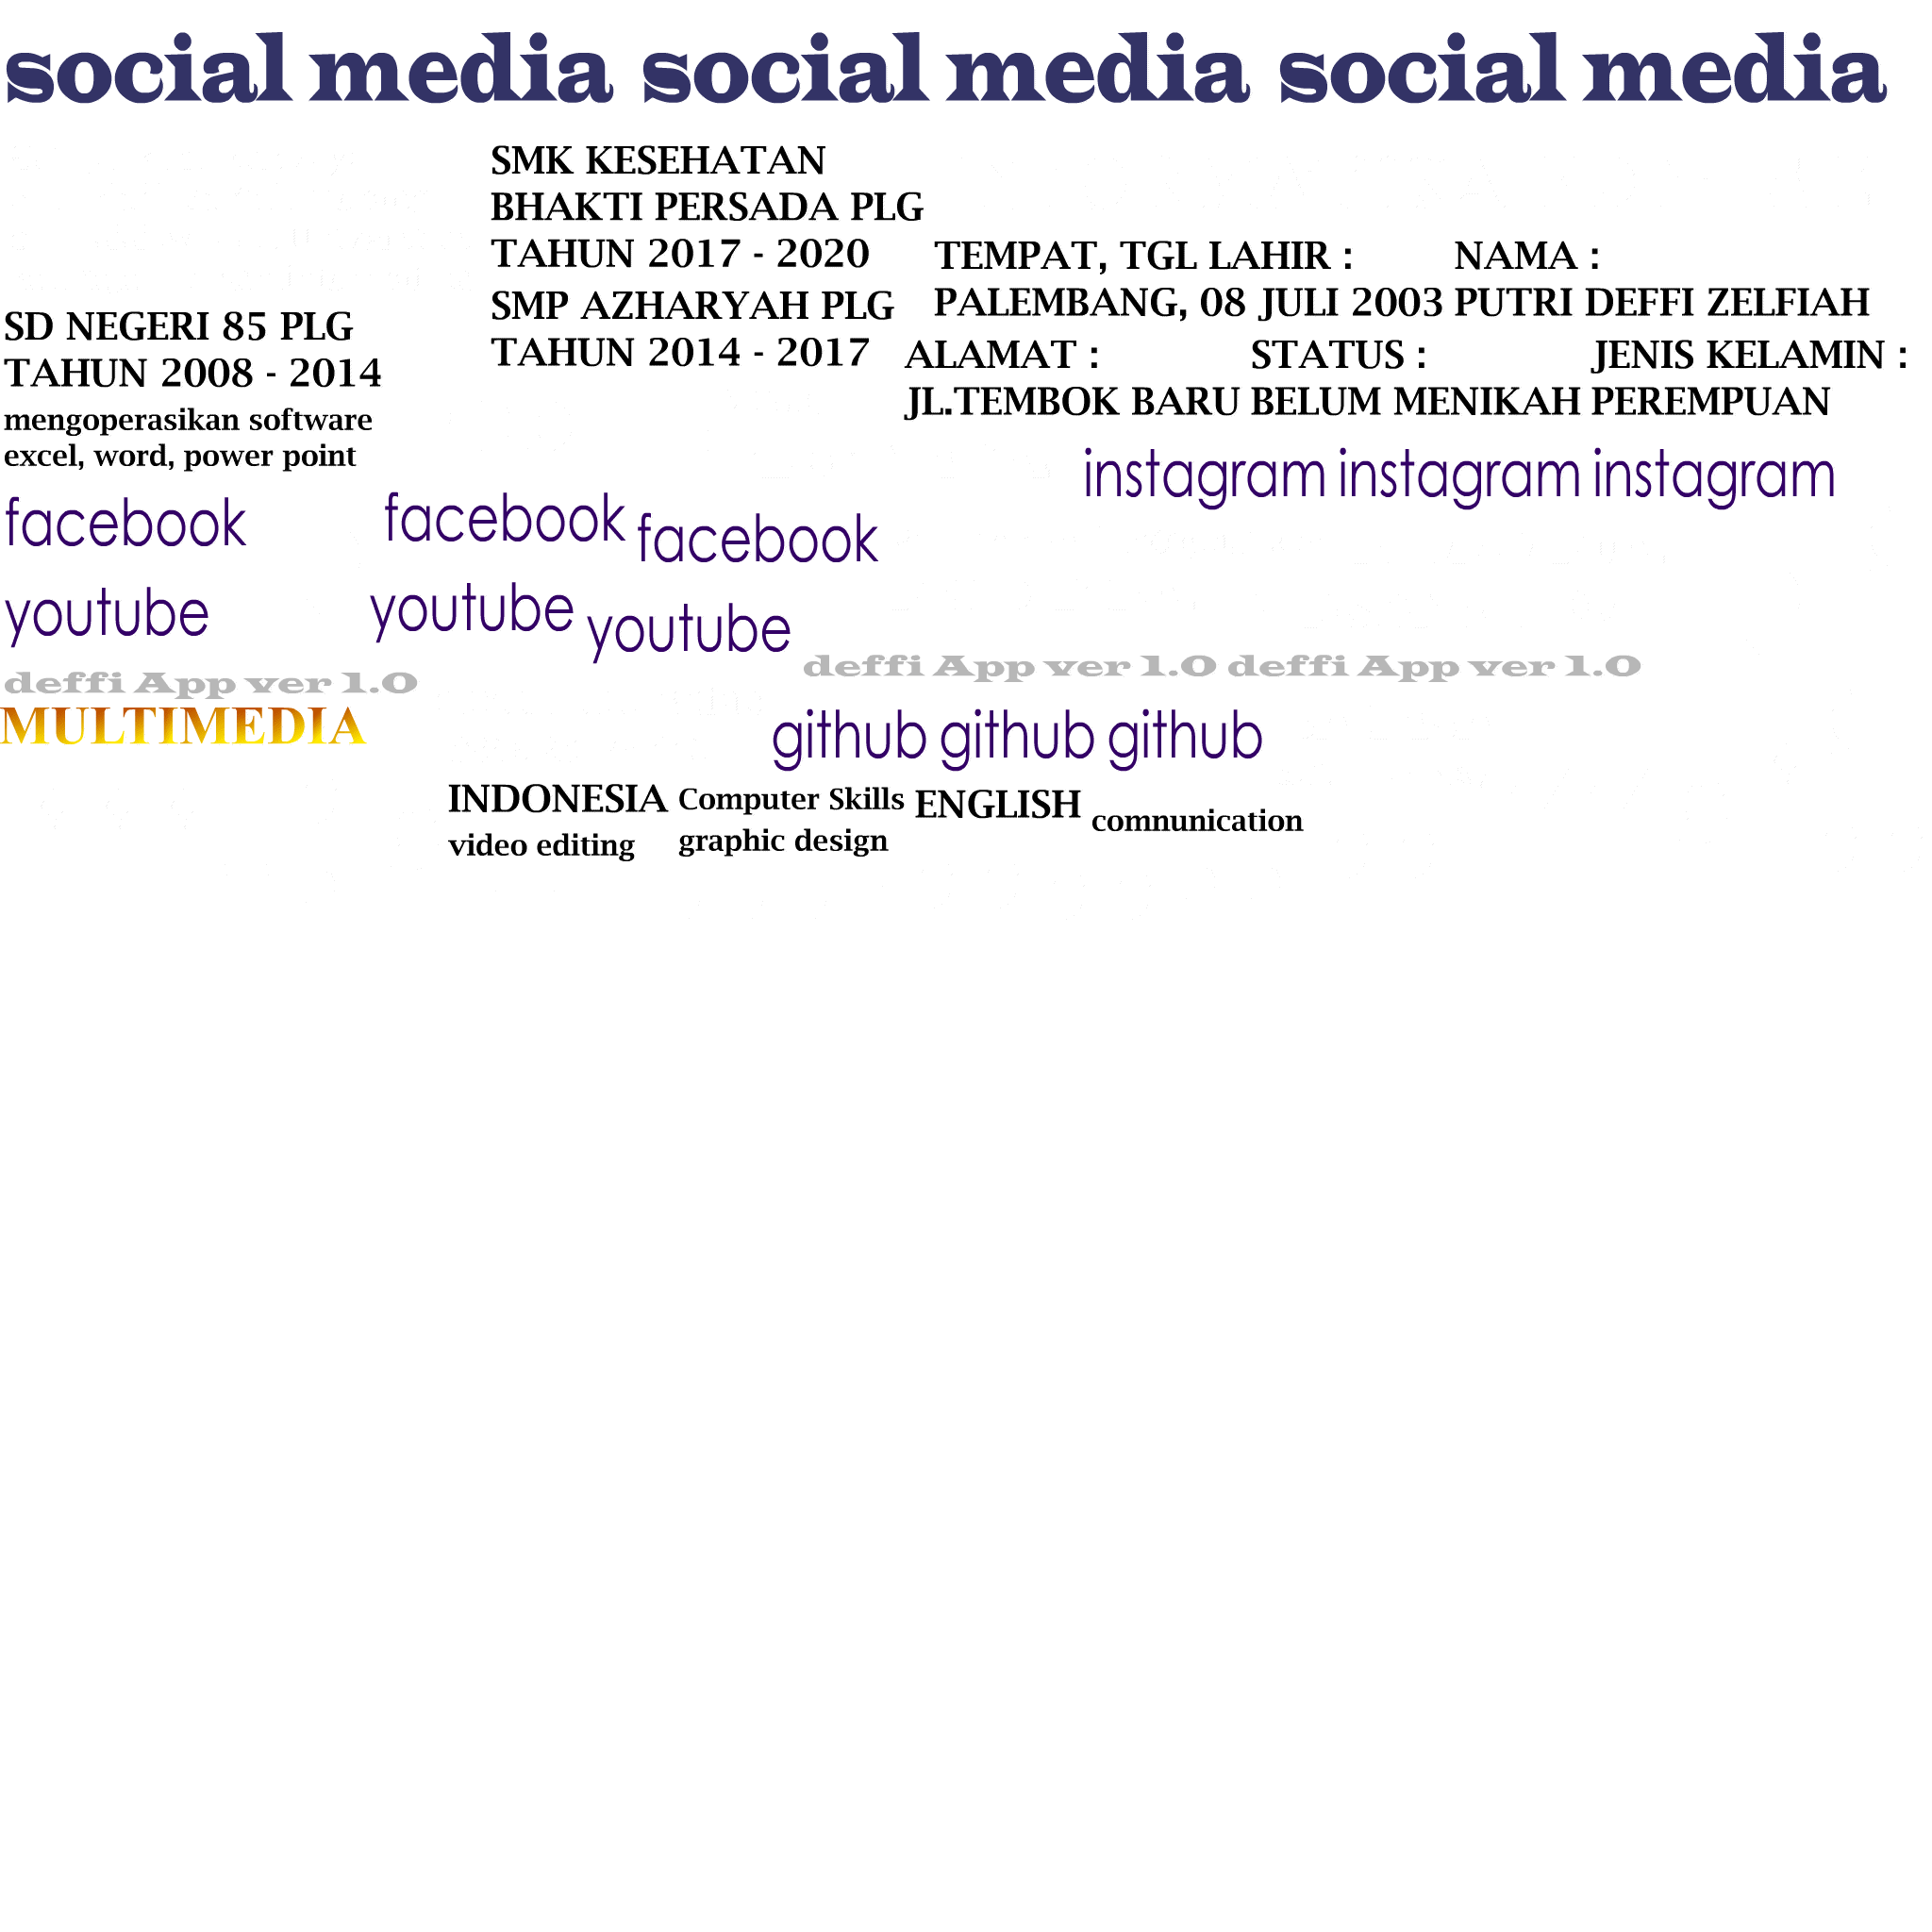 social media social media social media
SMK KESEHATAN
BHAKTI PERSADA PLG
TAHUN 2017 - 2020
TEMPAT, TGL LAHIR :
PALEMBANG, 08 JULI 2003
NAMA :
PUTRI DEFFI ZELFIAH
SD NEGERI 85 PLG
TAHUN 2008 - 2014
SMP AZHARYAH PLG
TAHUN 2014 - 2017
ALAMAT :
JL.TEMBOK BARU
STATUS :
BELUM MENIKAH
JENIS KELAMIN :
PEREMPUAN
mengoperasikan software
excel, word, power point
instagram instagram instagram
facebook facebook facebook
youtube youtube youtube
deffi App ver 1.0 deffi App ver 1.0 deffi App ver 1.0
MULTIMEDIA
github github github
INDONESIA
Computer Skills
ENGLISH
comnunication
video editing
graphic design